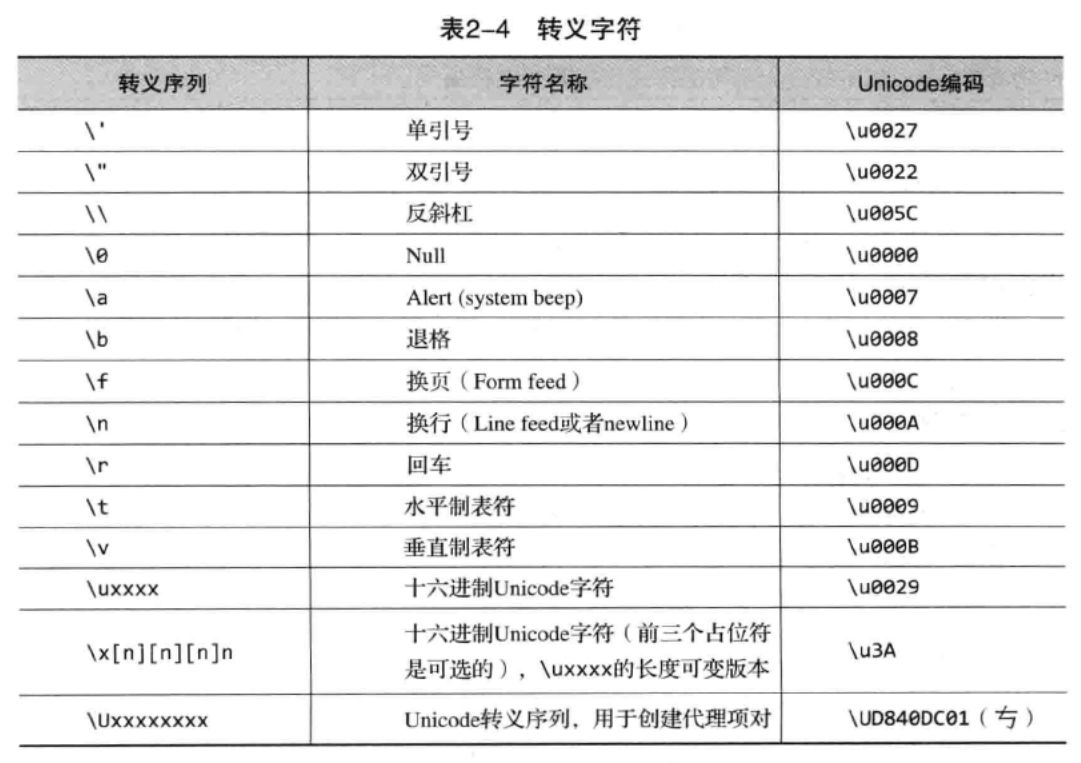 表2-4 转义字符
转义序列 字符名称 Unicode编码
\' 单引号 \u0027
\" 双引号 \u0022
\\ 反斜杠 \u005C
\0 Null \u0000
\a Alert (system beep) \u0007
\b 退格 \u0008
\f 换页（Form feed） \u000C
\n 换行（Line feed或者newline） \u000A
\r 回车 \u000D
\t 水平制表符 \u0009
\v 垂直制表符 \u000B
\uxxxx 十六进制Unicode字符 \u0029
\x[n][n][n]n 十六进制Unicode字符（前三个占位符 \u3A
是可选的），\uxxxx的长度可变版本
\Uxxxxxxxx Unicode转义序列，用于创建代理项对 \UD840DC01（𠀁）